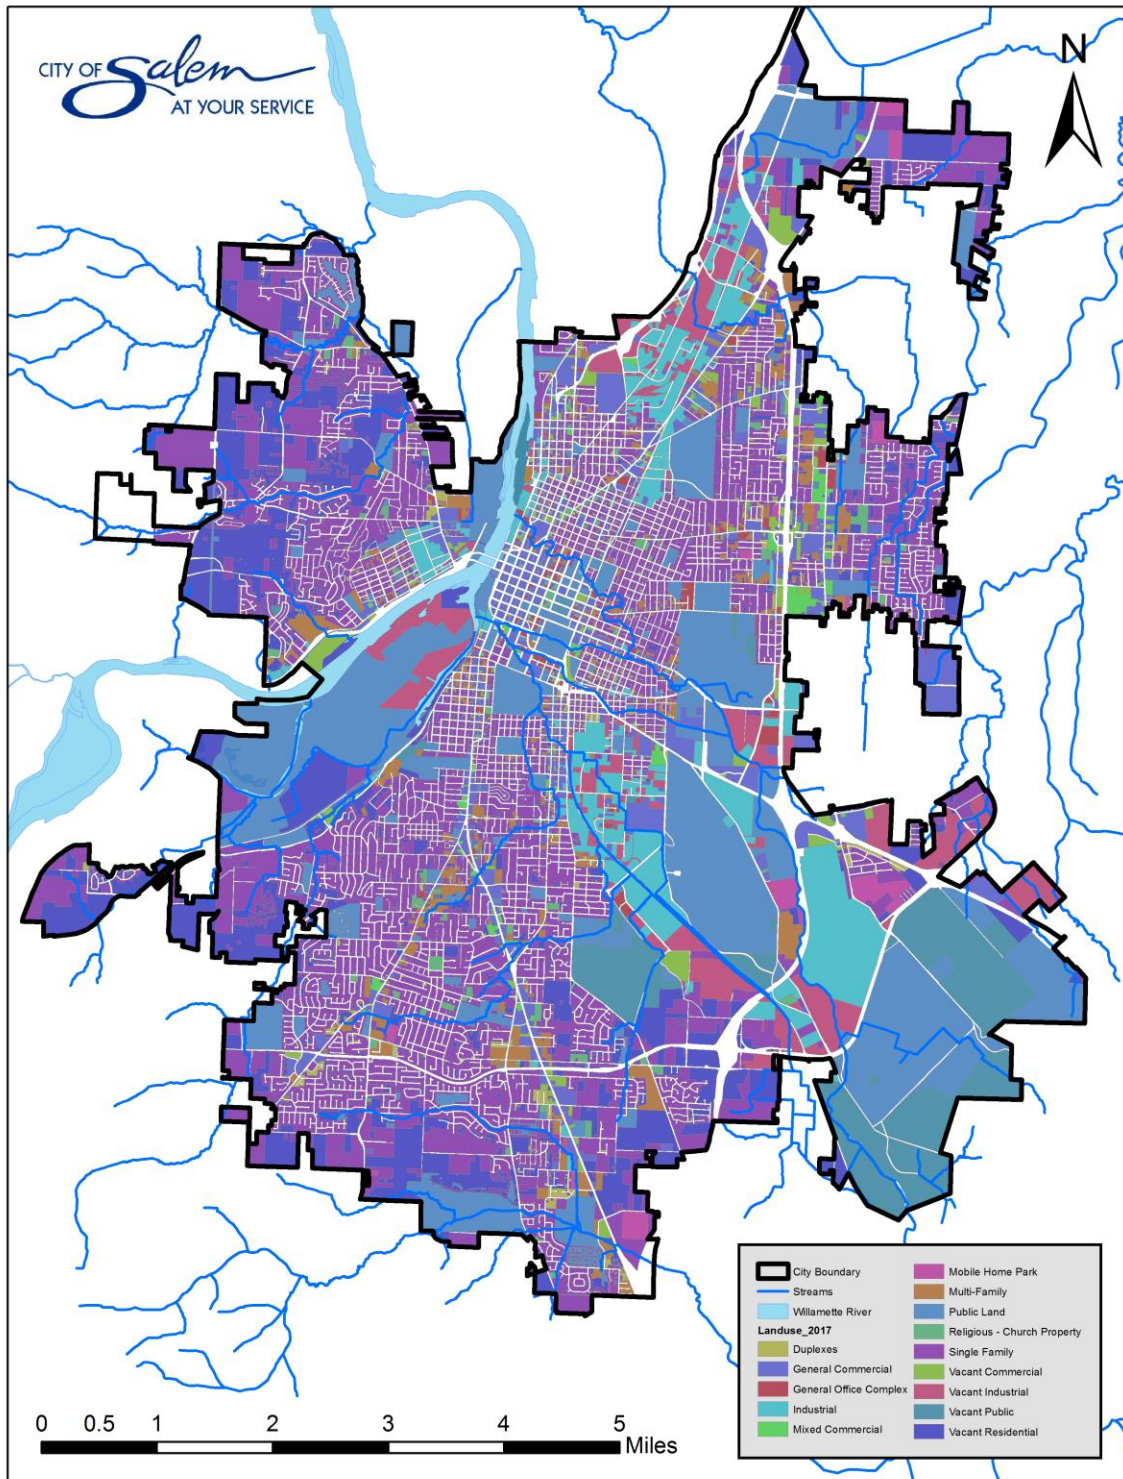 CITY OF Salem
AT YOUR SERVICE
N
City Boundary
Streams
Willamette River
Landuse_2017
Duplexes
General Commercial
General Office Complex
Industrial
Mixed Commercial
Mobile Home Park
Multi-Family
Public Land
Religious - Church Property
Single Family
Vacant Commercial
Vacant Industrial
Vacant Public
Vacant Residential
0 0.5 1 2 3 4 5
Miles